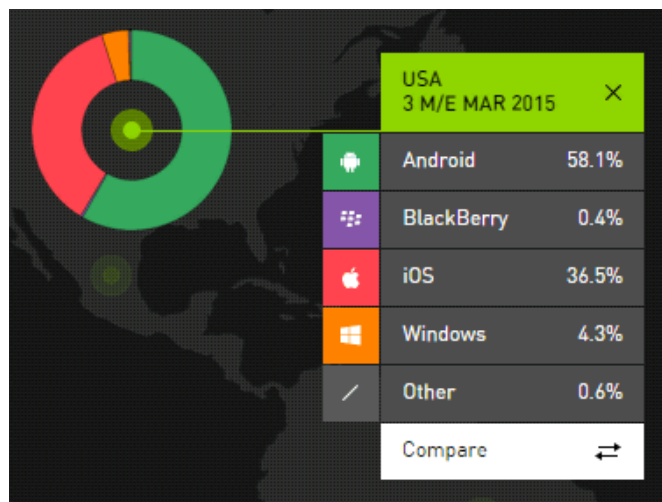 USA
3 M/E MAR 2015
Android 58.1%
BlackBerry 0.4%
iOS 36.5%
Windows 4.3%
Other 0.6%
Compare